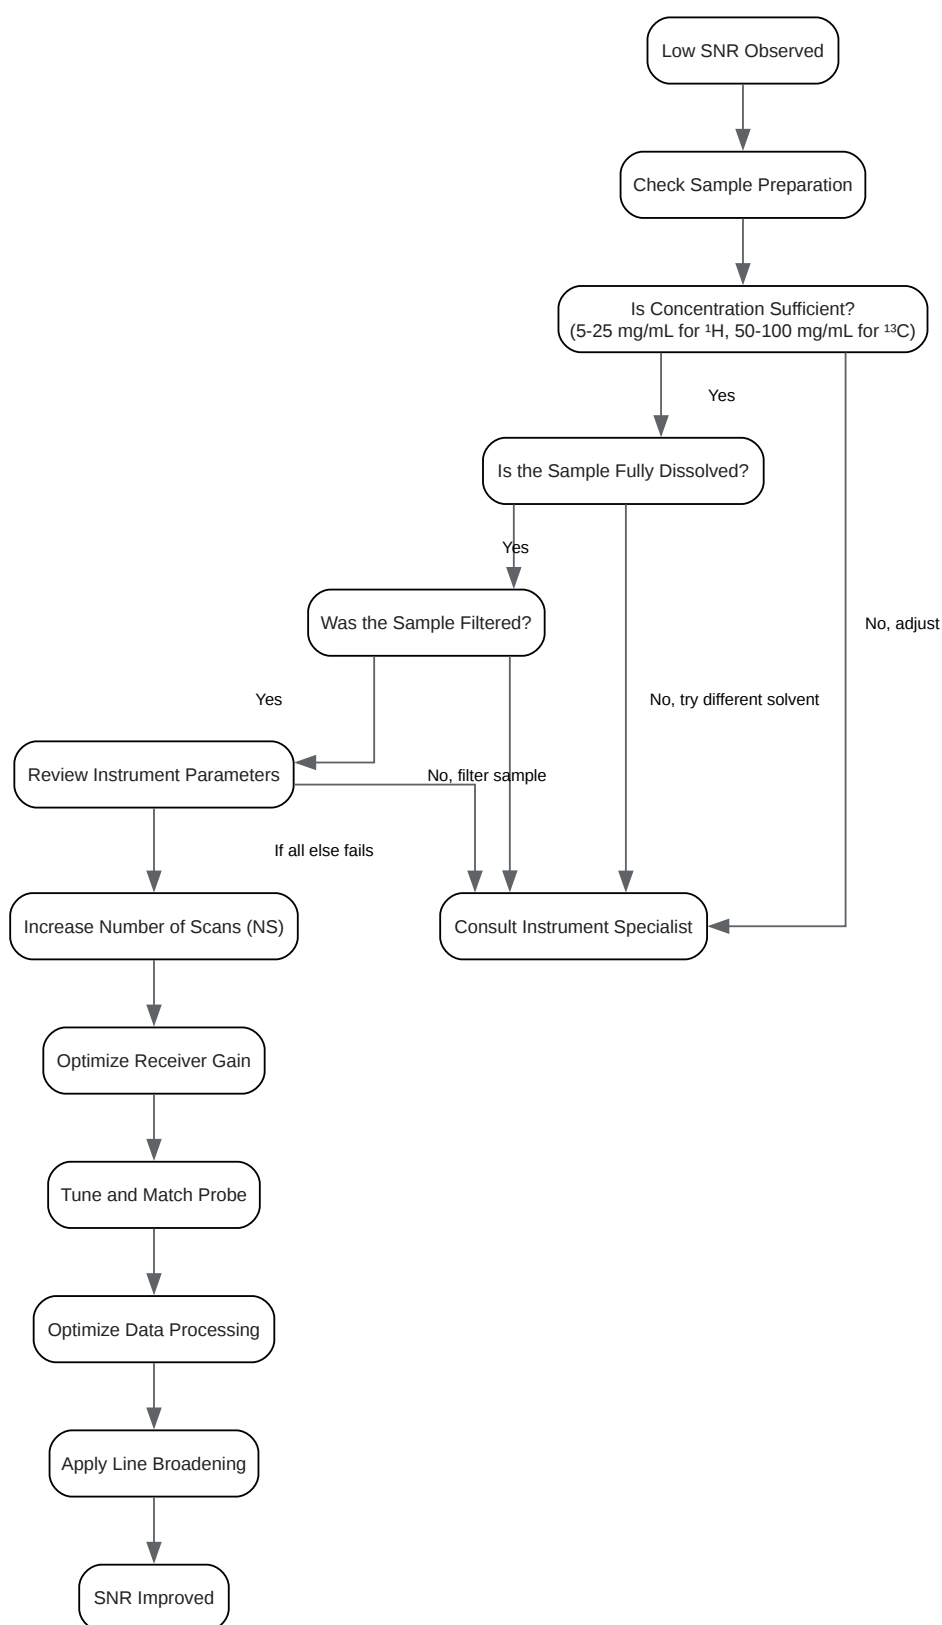 Low SNR Observed
Check Sample Preparation
Is Concentration Sufficient?
(5-25 mg/mL for ¹H, 50-100 mg/mL for ¹³C)
Yes
Is the Sample Fully Dissolved?
Yes
Was the Sample Filtered?
No, adjust
Yes
No, try different solvent
Review Instrument Parameters
No, filter sample
If all else fails
Increase Number of Scans (NS)
Consult Instrument Specialist
Optimize Receiver Gain
Tune and Match Probe
Optimize Data Processing
Apply Line Broadening
SNR Improved